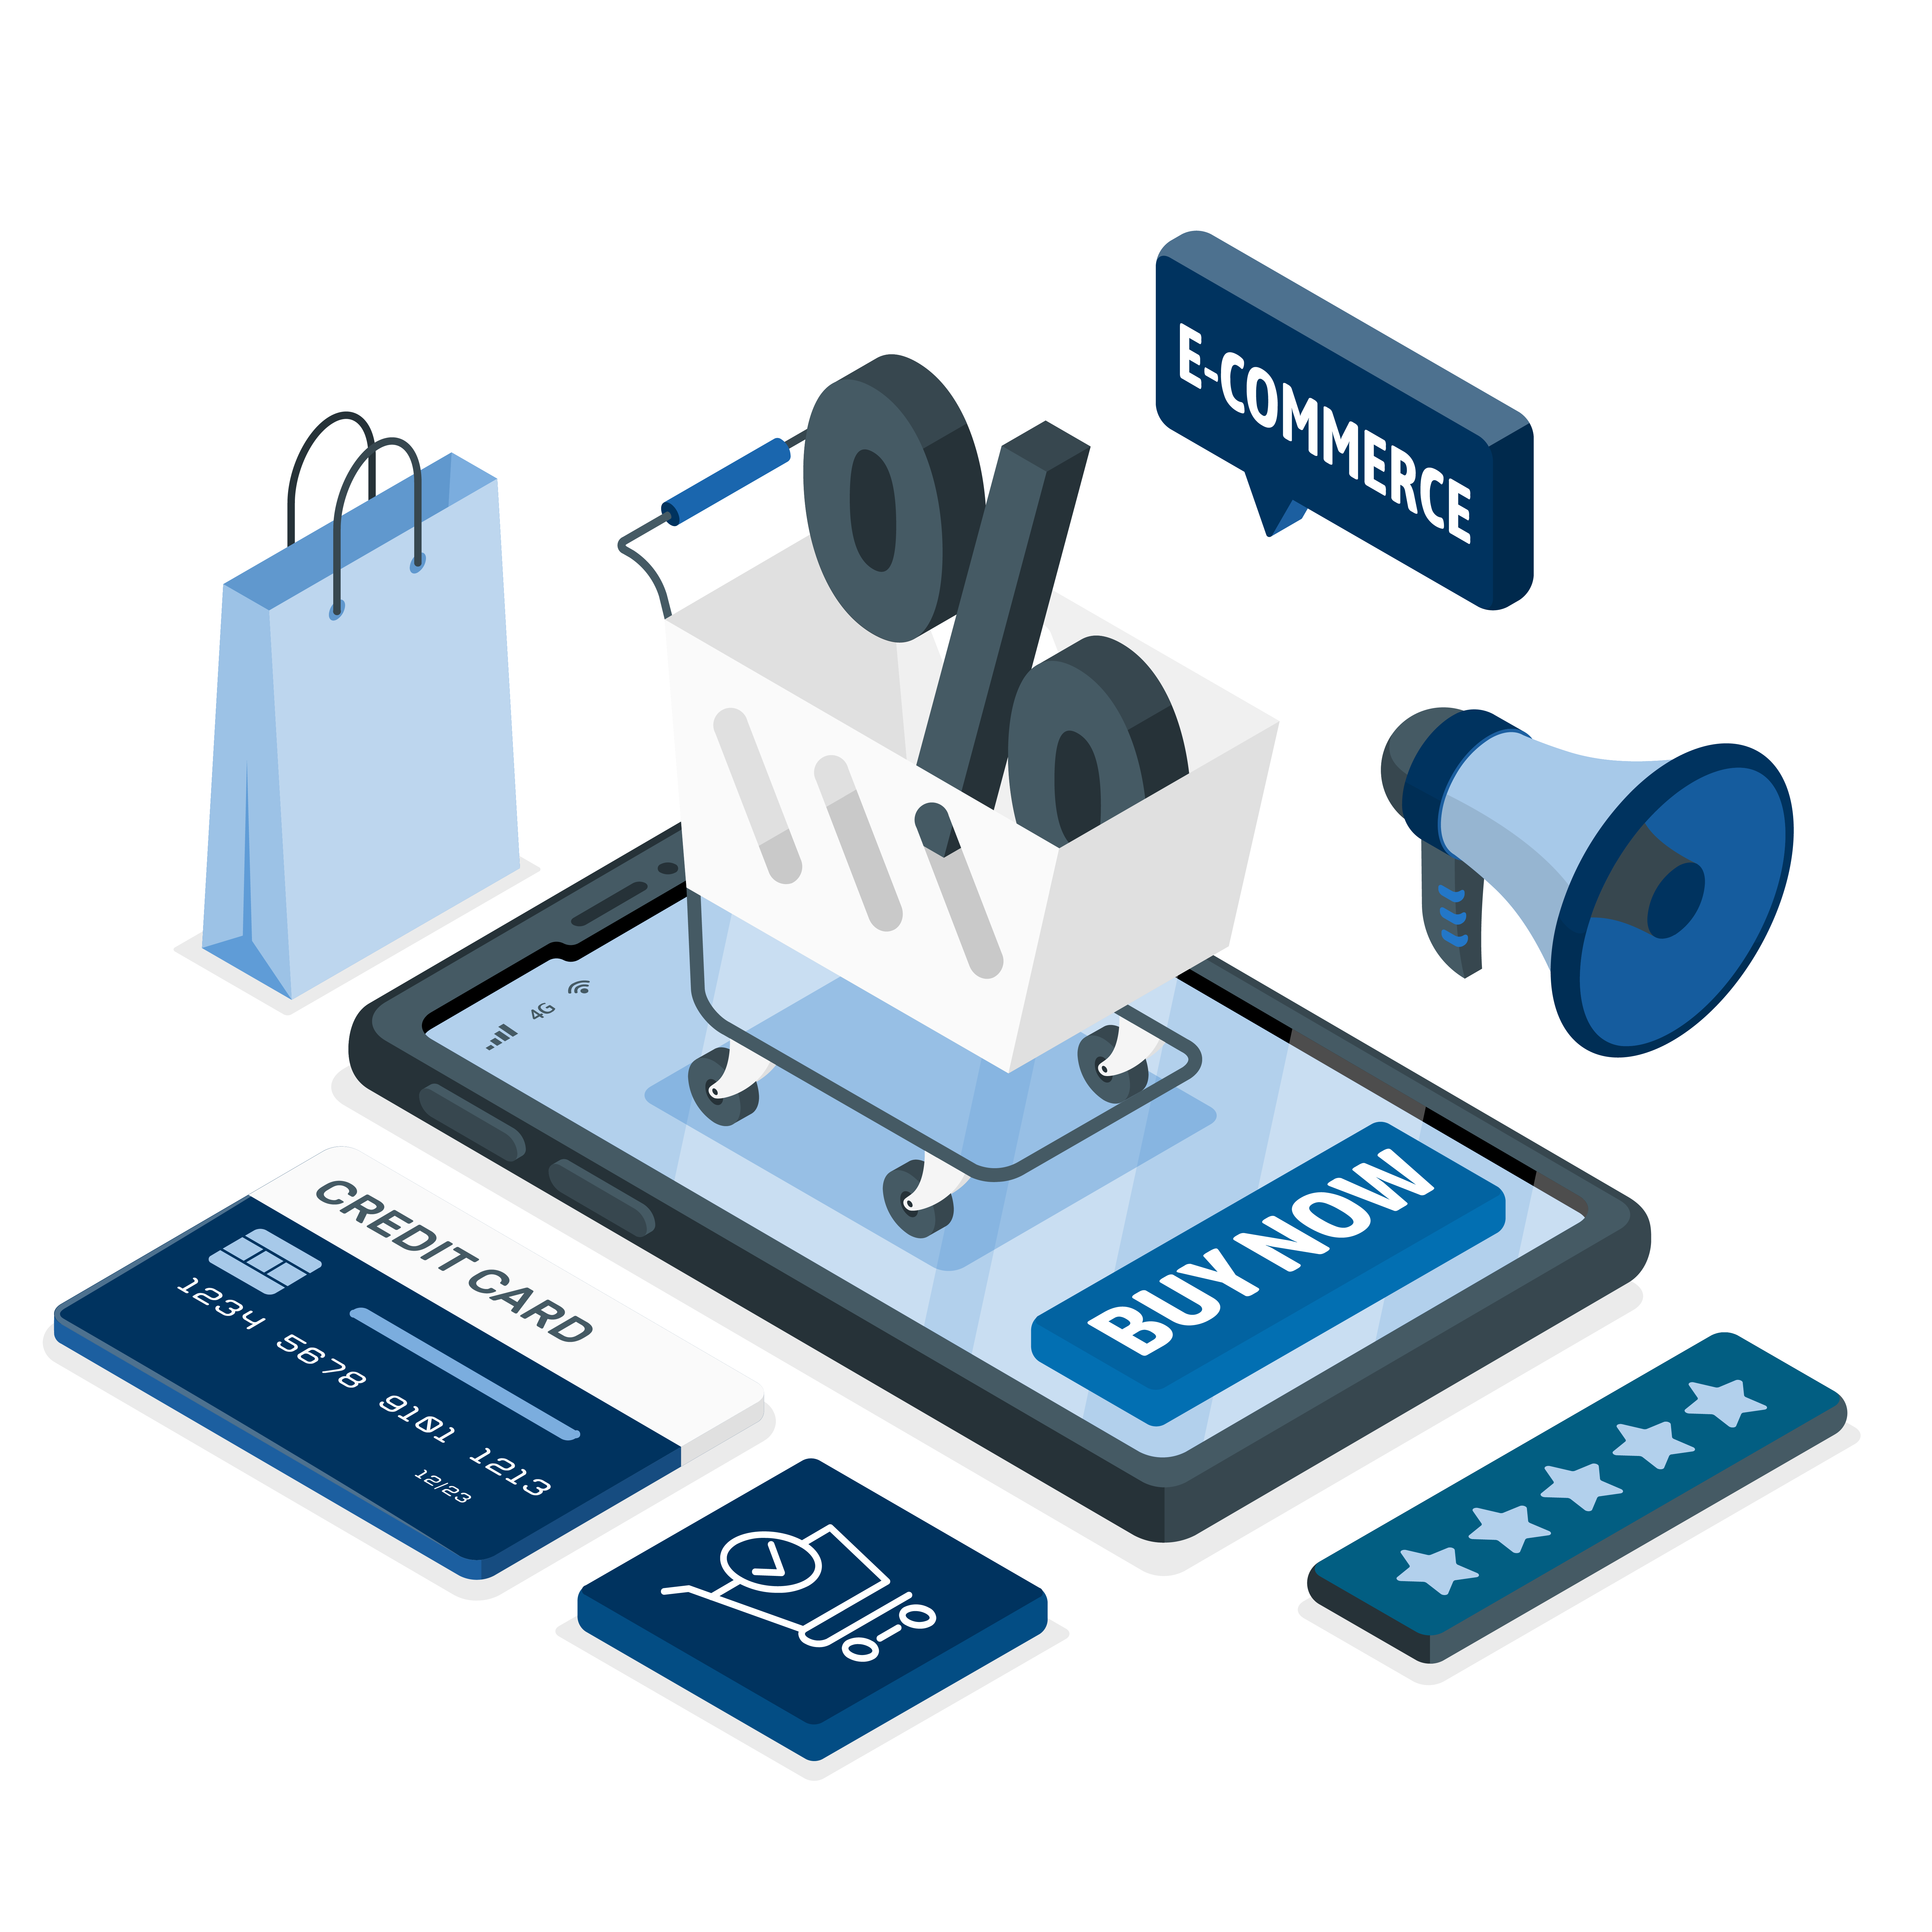 E-COMMERCE
%
4G
BUY NOW
CREDIT CARD
1234 5678 9101 1213
12/23